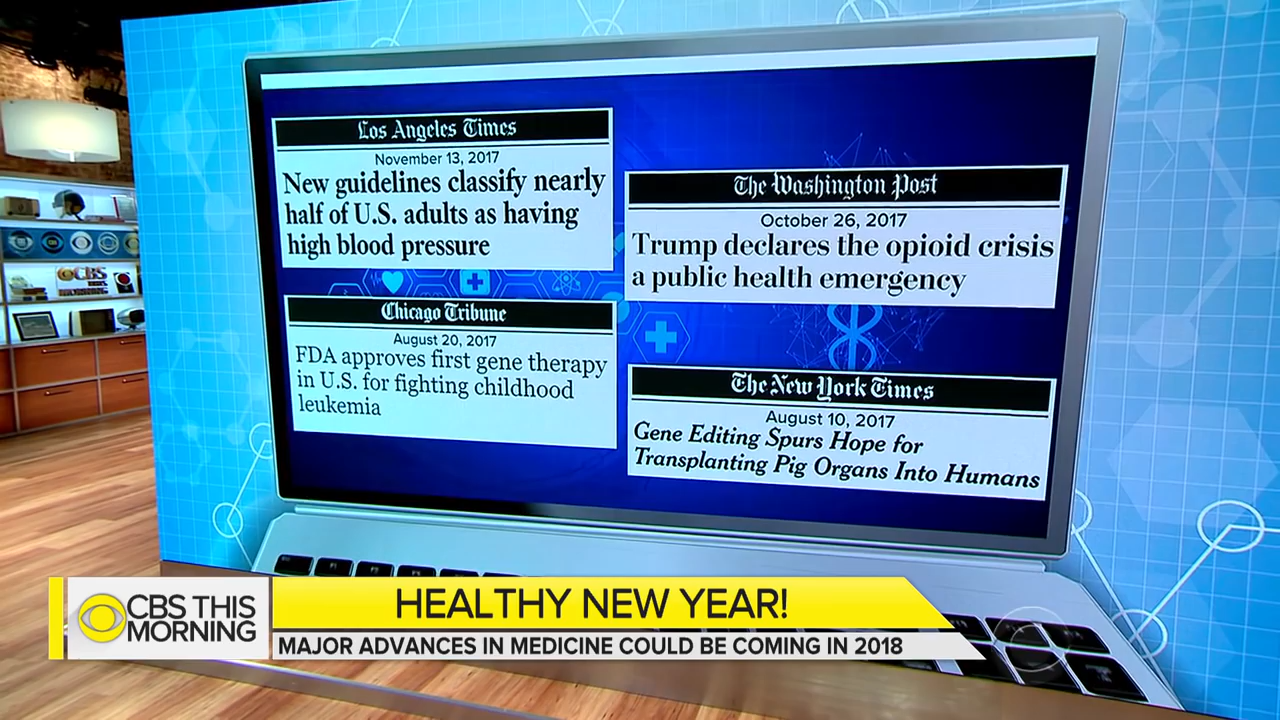 Los Angeles Times
November 13, 2017
New guidelines classify nearly
half of U.S. adults as having
high blood pressure
The Washington Post
October 26, 2017
Trump declares the opioid crisis
a public health emergency
Chicago Tribune
August 20, 2017
FDA approves first gene therapy
in U.S. for fighting childhood
leukemia
The New York Times
August 10, 2017
Gene Editing Spurs Hope for
Transplanting Pig Organs Into Humans
CBS
CBS THIS
MORNING
HEALTHY NEW YEAR!
MAJOR ADVANCES IN MEDICINE COULD BE COMING IN 2018